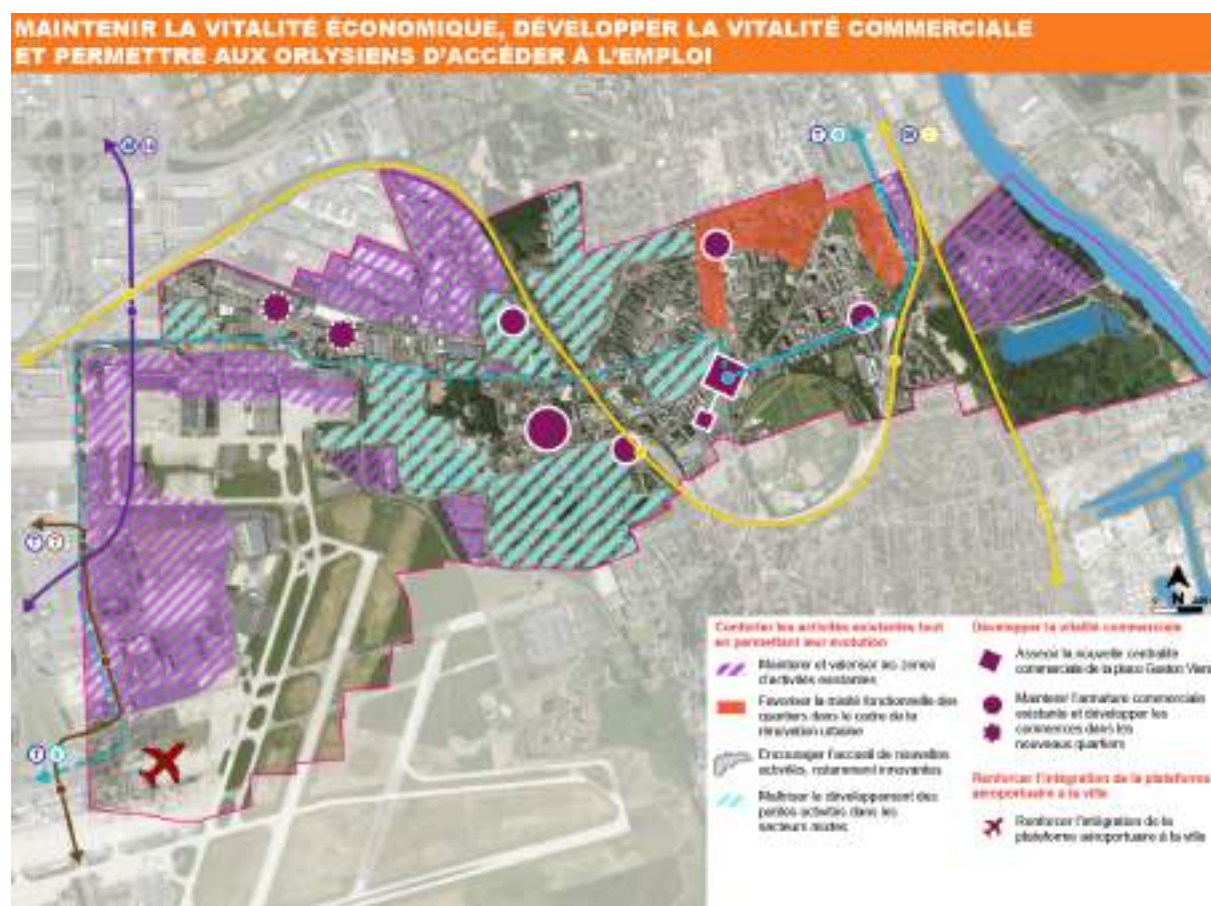 MAINTENIR LA VITALITÉ ÉCONOMIQUE, DÉVELOPPER LA VITALITÉ COMMERCIALE
ET PERMETTRE AUX ORLYSIENS D'ACCÉDER À L'EMPLOI
N
Conforter les activités existantes tout
en permettant leur évolution
Maintenir et valoriser les zones
d'activités existantes
Favoriser la mixité fonctionnelle des
quartiers dans le cadre de la
rénovation urbaine
Encourager l'accueil de nouvelles
activités, notamment innovantes
Maîtriser le développement des
petites activités dans les
secteurs mixtes
Développer la vitalité commerciale
Asseoir la nouvelle centralité
commerciale de la place Gaston Viens
Maintenir l'armature commerciale
existante et développer les
commerces dans les
nouveaux quartiers
Renforcer l'intégration de la plateforme
aéroportuaire à la ville
Renforcer l'intégration de la
plateforme aéroportuaire à la ville